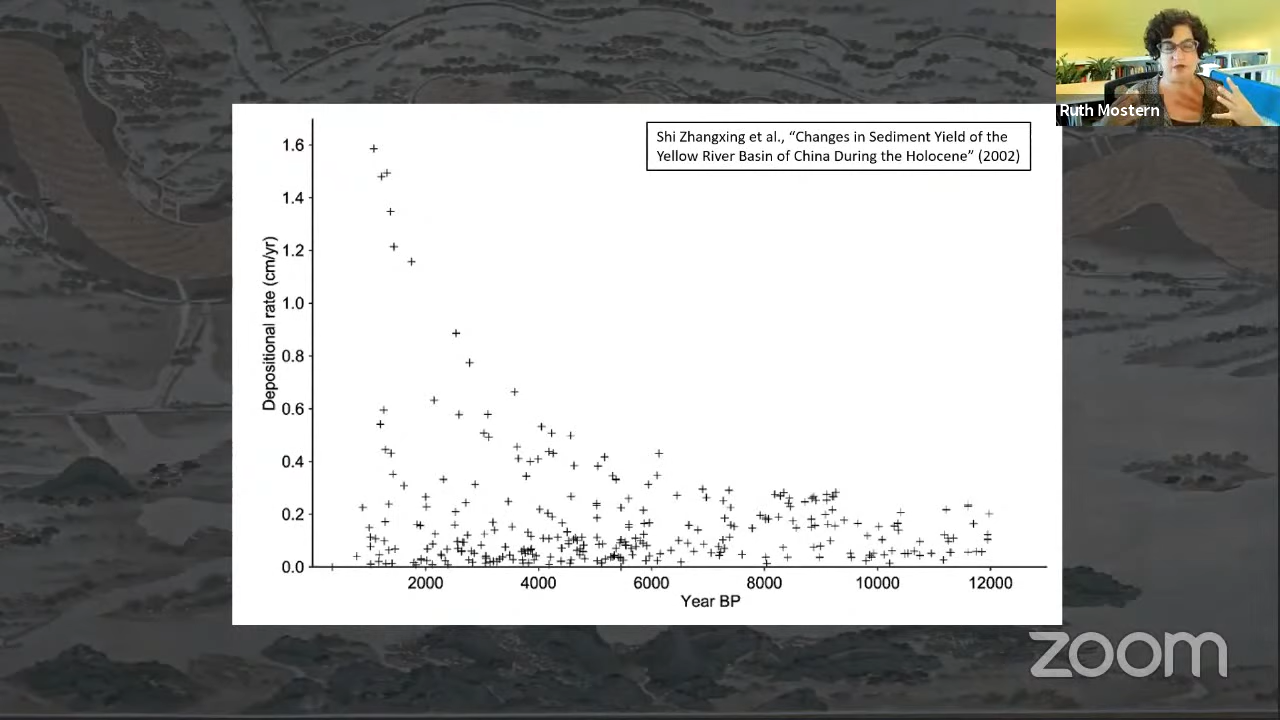 Ruth Mostern
Shi Zhangxing et al., “Changes in Sediment Yield of the
Yellow River Basin of China During the Holocene” (2002)
Depositional rate (cm/yr)
1.6
1.4
1.2
1.0
0.8
0.6
0.4
0.2
0.0
2000 4000 6000 8000 10000 12000
Year BP
zoom